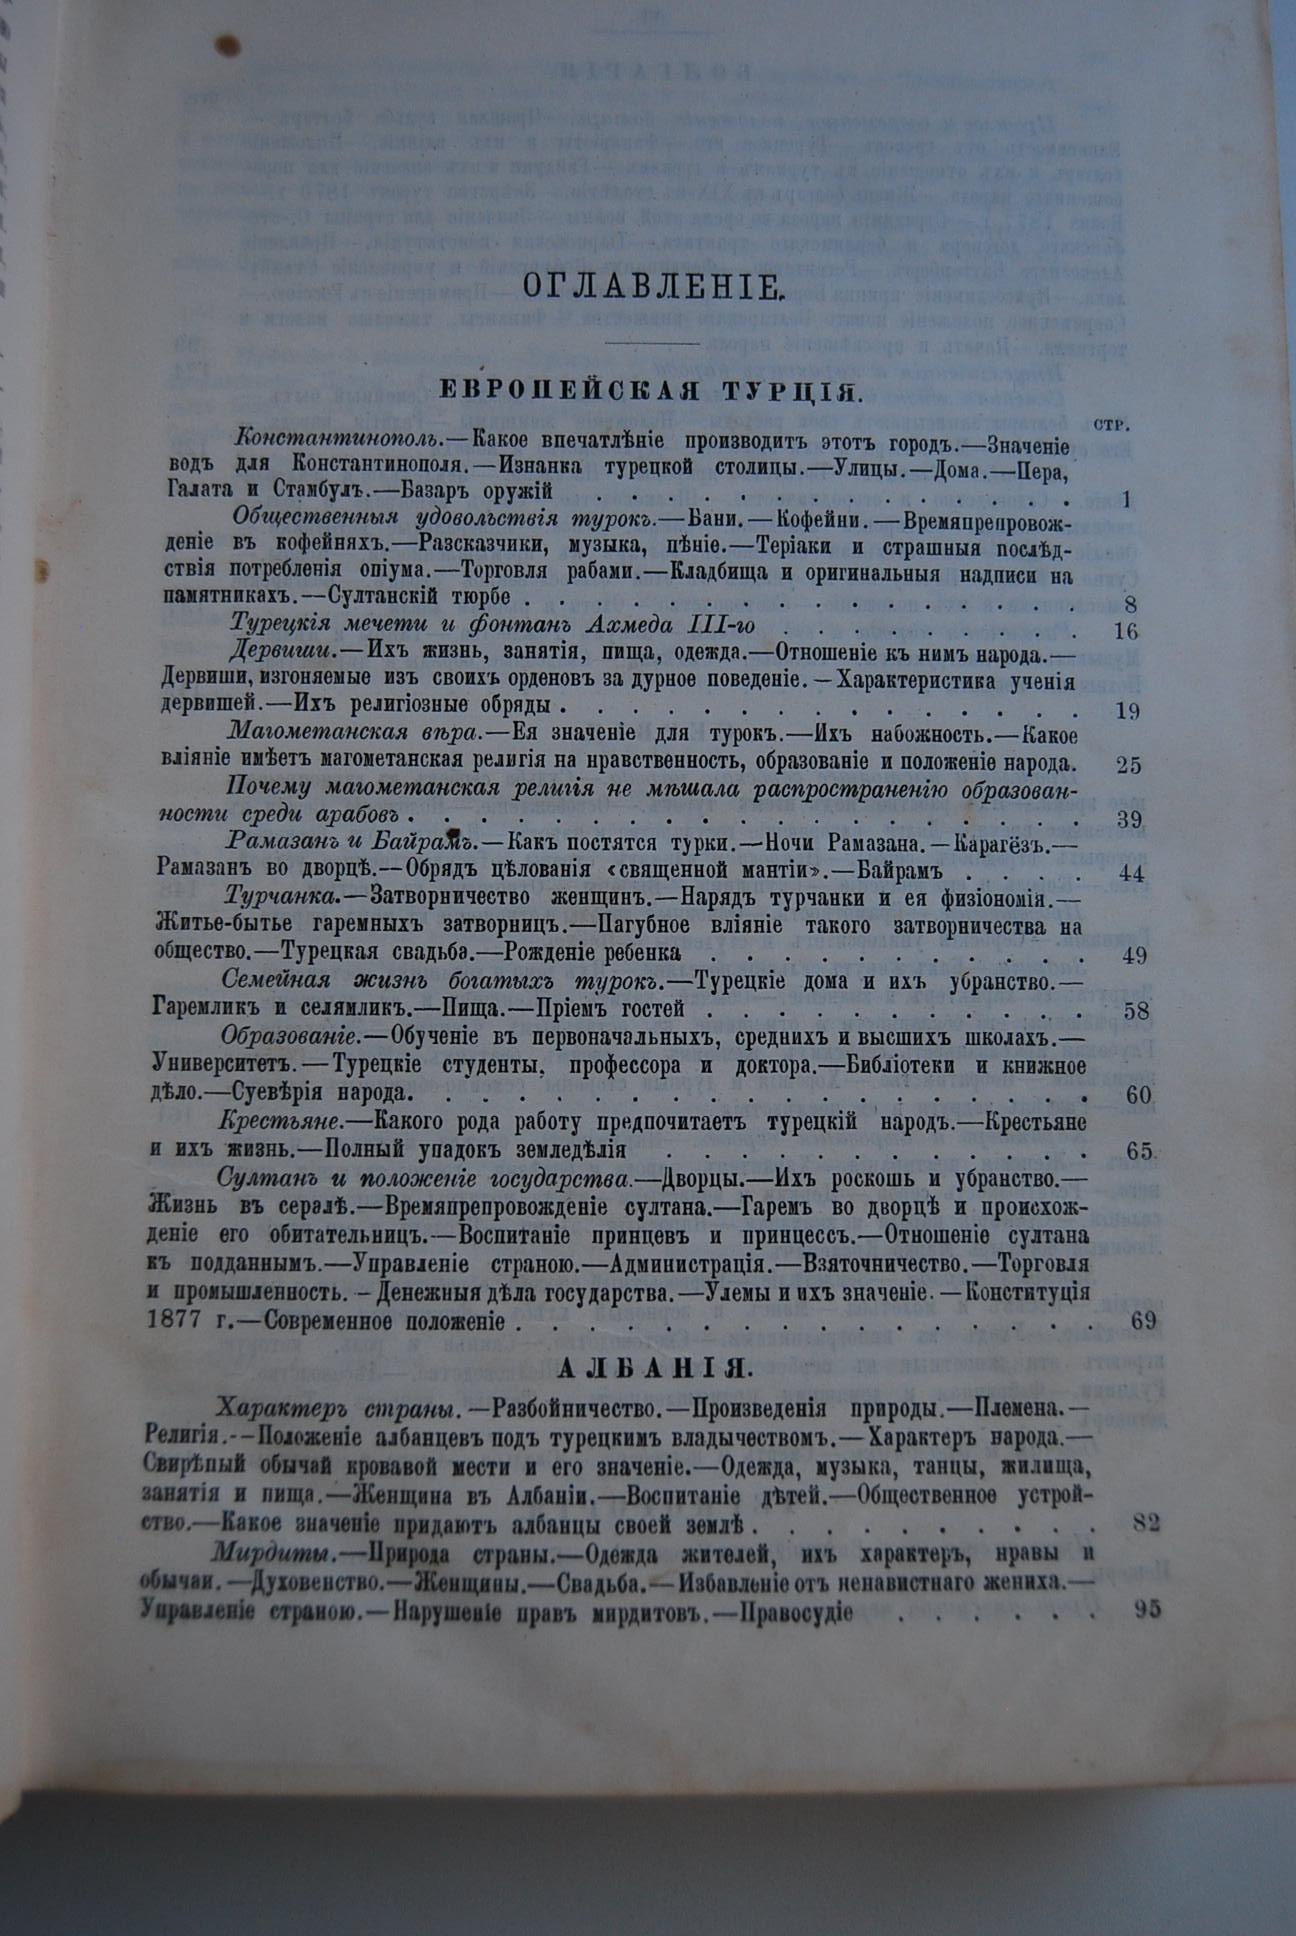 ОГЛАВЛЕНІЕ.
ЕВРОПЕЙСКАЯ ТУРЦІЯ.
СТР.
Константинополь.—Какое впечатлѣніе производитъ этотъ городъ.—Значеніе
водъ для Константинополя.—Изнанка турецкой столицы.—Улицы.—Дома.—Пера,
Галата и Стамбулъ.—Базаръ оружій . . . . . . . . . . . . . . . 1
Общественныя удовольствія турокъ.—Бани.—Кофейни.—Времяпрепровож-
деніе въ кофейняхъ.—Разсказчики, музыка, пѣніе.—Теріаки и страшныя послѣд-
ствія потребленія опіума.—Торговля рабами.—Кладбища и оригинальныя надписи на
памятникахъ.—Султанскій тюрбе . . . . . . . . . . . . . . . . . 8
Турецкія мечети и фонтанъ Ахмеда III-го . . . . . . . . . 16
Дервиши.—Ихъ жизнь, занятія, пища, одежда.—Отношеніе къ нимъ народа.—
Дервиши, изгоняемые изъ своихъ орденовъ за дурное поведеніе.—Характеристика ученія
дервишей.—Ихъ религіозные обряды . . . . . . . . . . . . . . . 19
Магометанская вѣра.—Ея значеніе для турокъ.—Ихъ набожность.—Какое
вліяніе имѣетъ магометанская религія на нравственность, образованіе и положеніе народа. 25
Почему магометанская религія не мѣшала распространенію образован-
ности среди арабовъ . . . . . . . . . . . . . . . . . . . . 39
Рамазанъ и Байрамъ.—Какъ постятся турки.—Ночи Рамазана.—Карагёзъ.—
Рамазанъ во дворцѣ.—Обрядъ цѣлованія «священной мантіи».—Байрамъ . . . . 44
Турчанка.—Затворничество женщинъ.—Нарядъ турчанки и ея физіономія.—
Житье-бытье гаремныхъ затворницъ.—Пагубное вліяніе такого затворничества на
общество.—Турецкая свадьба.—Рожденіе ребенка . . . . . . . . . . . . 49
Семейная жизнь богатыхъ турокъ.—Турецкіе дома и ихъ убранство.—
Гаремликъ и селямликъ.—Пища.—Пріемъ гостей . . . . . . . . . . . . 58
Образованіе.—Обученіе въ первоначальныхъ, среднихъ и высшихъ школахъ.—
Университетъ.—Турецкіе студенты, профессора и доктора.—Библіотеки и книжное
дѣло.—Суевѣрія народа. . . . . . . . . . . . . . . . . . . . 60
Крестьяне.—Какого рода работу предпочитаетъ турецкій народъ.—Крестьяне
и ихъ жизнь.—Полный упадокъ земледѣлія . . . . . . . . . . . . . 65
Султанъ и положеніе государства.—Дворцы.—Ихъ роскошь и убранство.—
Жизнь въ сералѣ.—Времяпрепровожденіе султана.—Гаремъ во дворцѣ и происхож-
деніе его обитательницъ.—Воспитаніе принцевъ и принцессъ.—Отношеніе султана
къ подданнымъ.—Управленіе страною.—Администрація.—Взяточничество.—Торговля
и промышленность.—Денежныя дѣла государства.—Улемы и ихъ значеніе.—Конституція
1877 г.—Современное положеніе . . . . . . . . . . . . . . . . . 69
АЛБАНІЯ.
Характеръ страны.—Разбойничество.—Произведенія природы.—Племена.—
Религія.—Положеніе албанцевъ подъ турецкимъ владычествомъ.—Характеръ народа.—
Свирѣпый обычай кровавой мести и его значеніе.—Одежда, музыка, танцы, жилища,
занятія и пища.—Женщина въ Албаніи.—Воспитаніе дѣтей.—Общественное устрой-
ство.—Какое значеніе придаютъ албанцы своей землѣ . . . . . . . . . . 82
Мирдиты.—Природа страны.—Одежда жителей, ихъ характеръ, нравы и
обычаи.—Духовенство.—Женщины.—Свадьба.—Избавленіе отъ ненавистнаго жениха.—
Управленіе страною.—Нарушеніе правъ мирдитовъ.—Правосудіе . . . . . . 95